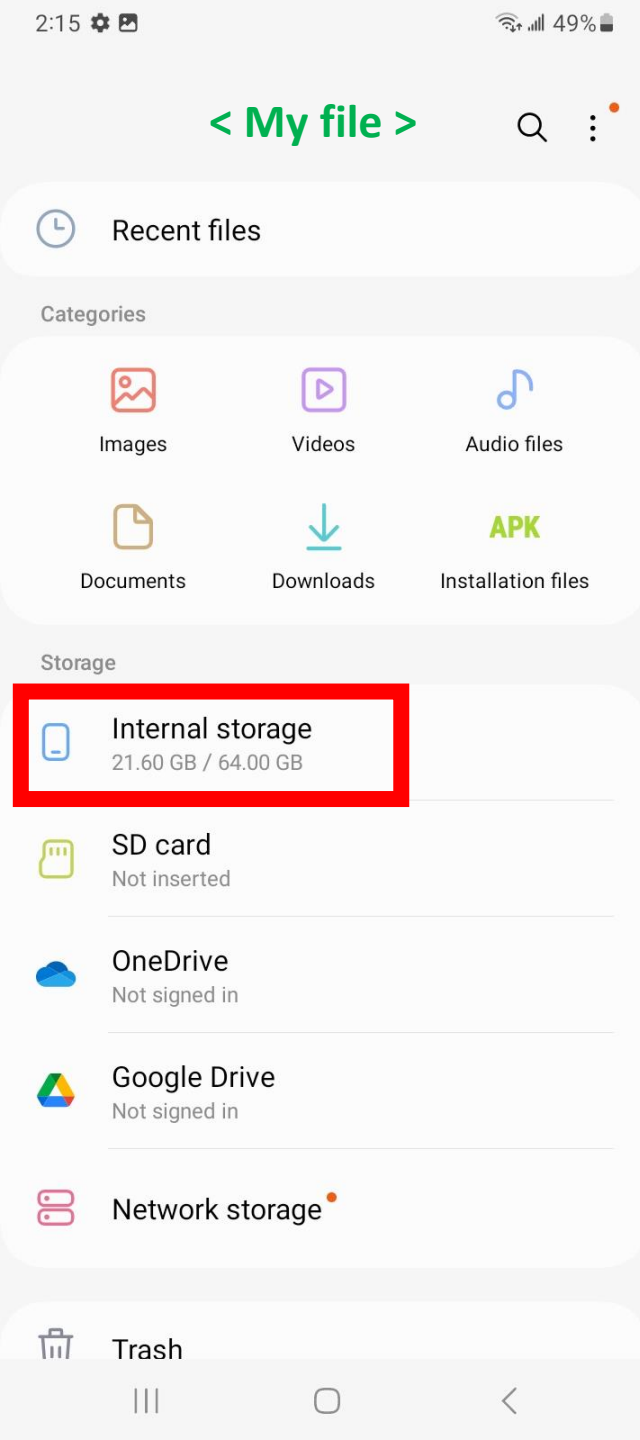 2:15 49%
< My file >
Recent files
Categories
Images Videos Audio files
APK
Documents Downloads Installation files
Storage
Internal storage
21.60 GB / 64.00 GB
SD card
Not inserted
OneDrive
Not signed in
Google Drive
Not signed in
Network storage
Trash